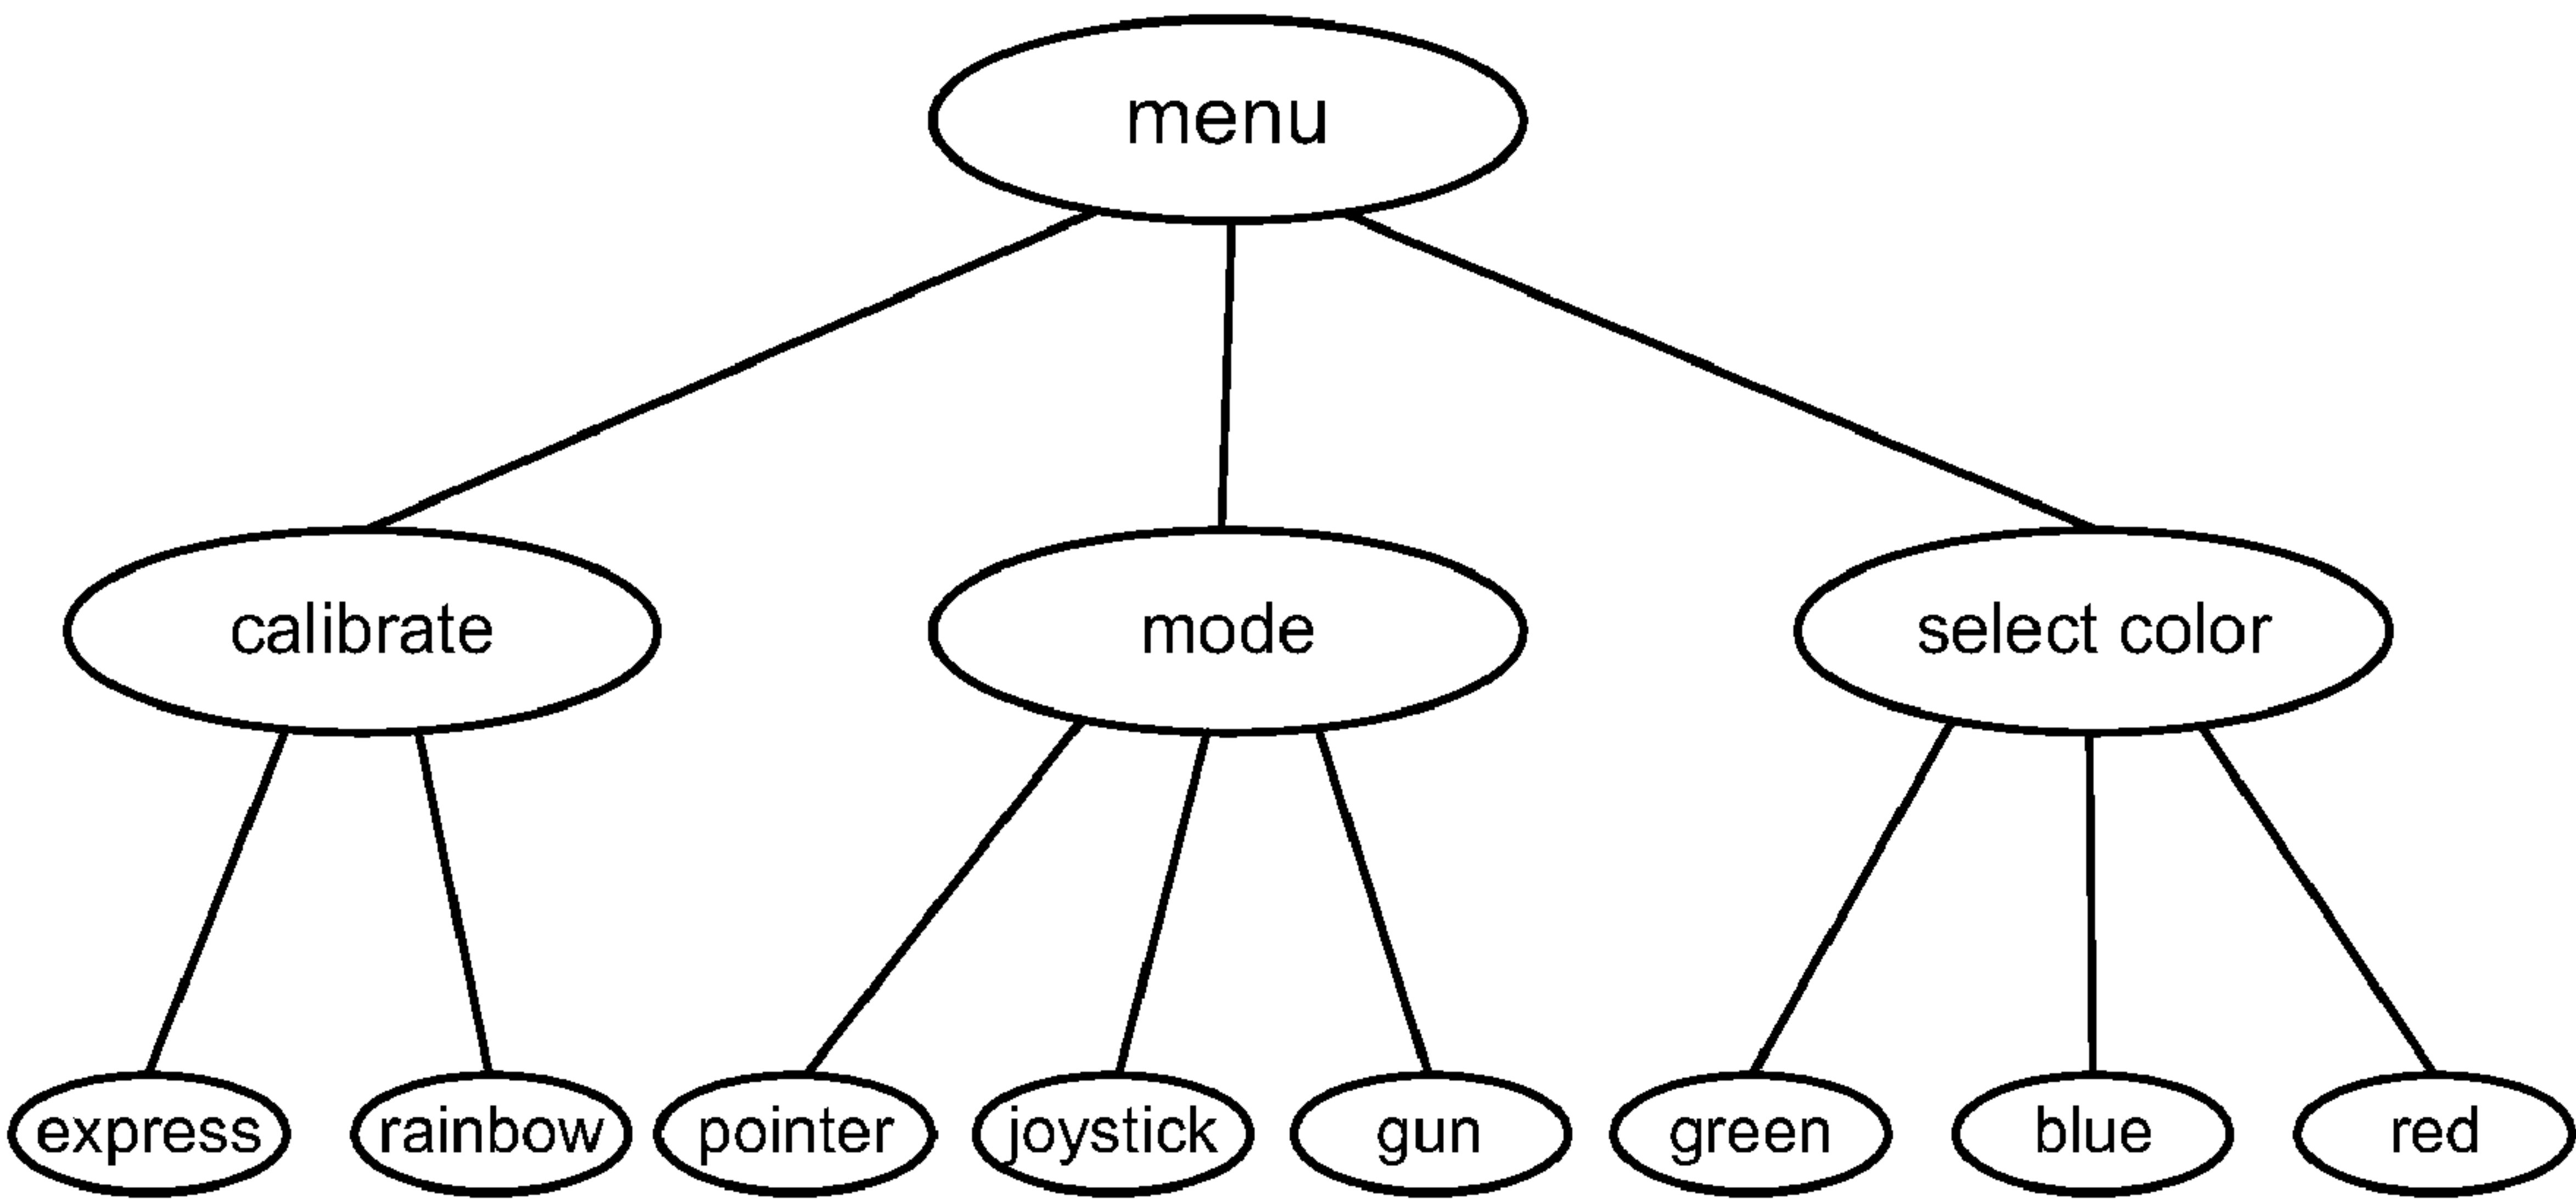 menu
calibrate
mode
select color
express
rainbow
pointer
joystick
gun
green
blue
red